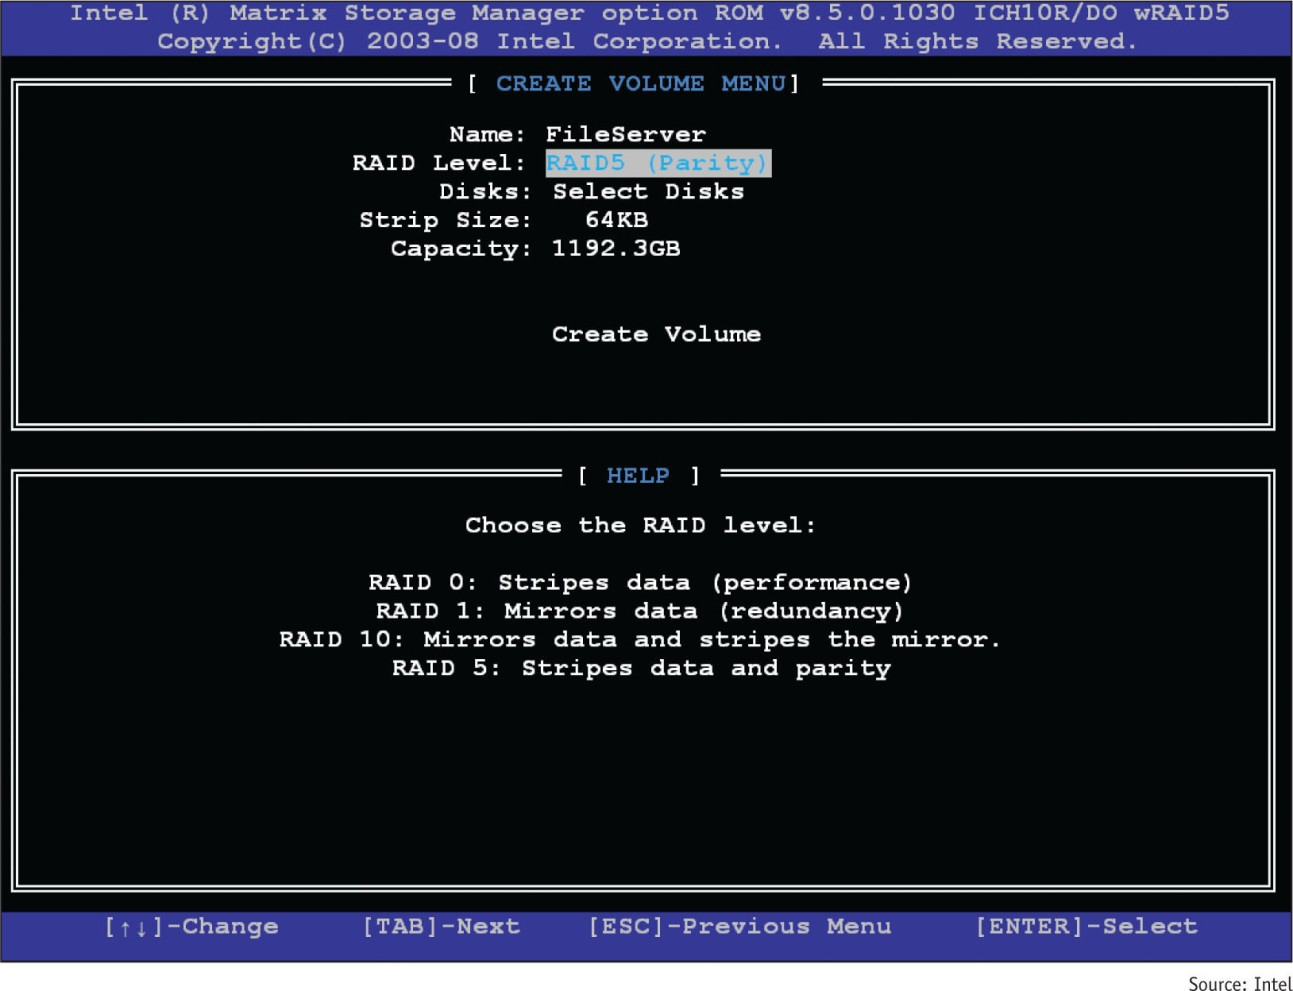 Intel (R) Matrix Storage Manager option ROM v8.5.0.1030 ICH10R/DO wRAID5
Copyright(C) 2003-08 Intel Corporation. All Rights Reserved.
[ CREATE VOLUME MENU]
Name: FileServer
RAID Level: RAID5 (Parity)
Disks: Select Disks
Strip Size: 64KB
Capacity: 1192.3GB
Create Volume
[ HELP ]
Choose the RAID level:
RAID 0: Stripes data (performance)
RAID 1: Mirrors data (redundancy)
RAID 10: Mirrors data and stripes the mirror.
RAID 5: Stripes data and parity
[↑↓]-Change [TAB]-Next [ESC]-Previous Menu [ENTER]-Select
Source: Intel